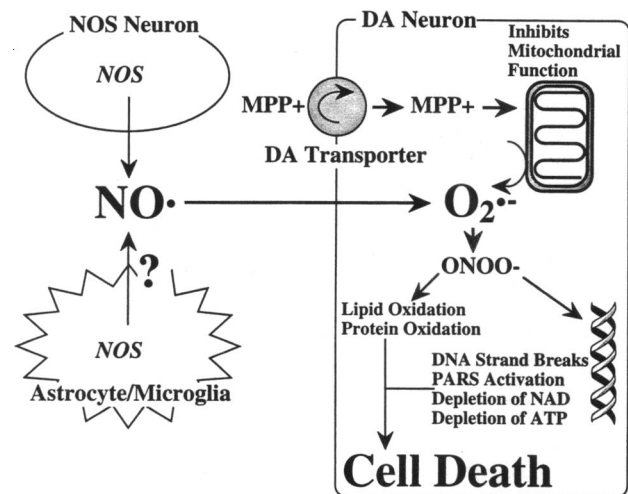 NOS Neuron
NOS
DA Neuron
Inhibits
Mitochondrial
Function
MPP+
MPP+
DA Transporter
NO·
O₂·-
ONOO-
?
Lipid Oxidation
Protein Oxidation
NOS
Astrocyte/Microglia
DNA Strand Breaks
PARS Activation
Depletion of NAD
Depletion of ATP
Cell Death